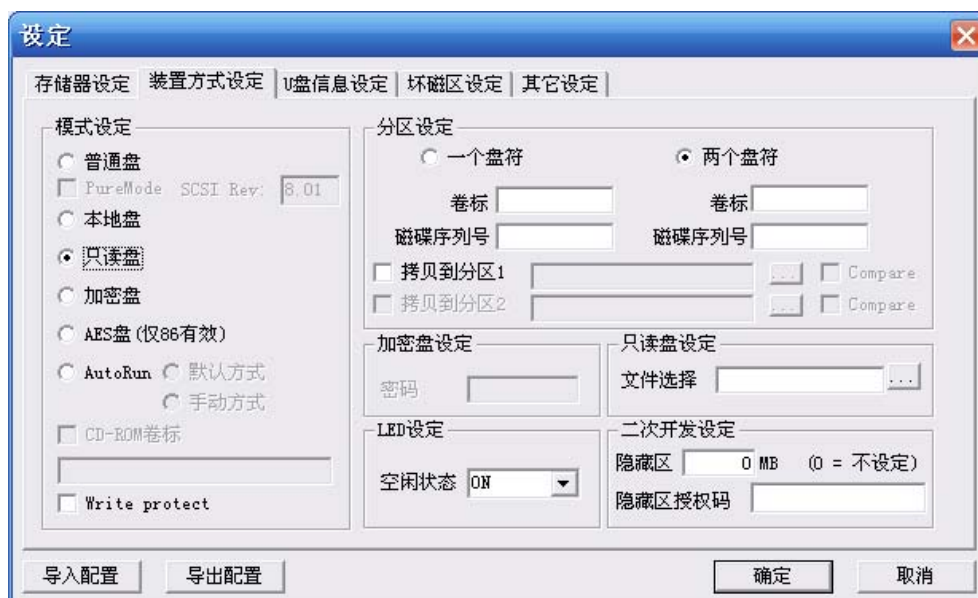 设定
存储器设定 装置方式设定 U盘信息设定 坏磁区设定 其它设定
模式设定
普通盘
PureMode SCSI Rev: 8.01
本地盘
只读盘
加密盘
AES盘(仅86有效)
AutoRun 默认方式
手动方式
CD-ROM卷标
Write protect
分区设定
一个盘符 两个盘符
卷标 卷标
磁碟序列号 磁碟序列号
拷贝到分区1 ... Compare
拷贝到分区2 ... Compare
加密盘设定
密码
只读盘设定
文件选择 ...
LED设定
空闲状态 ON
二次开发设定
隐藏区 0 MB (0 = 不设定)
隐藏区授权码
导入配置 导出配置 确定 取消